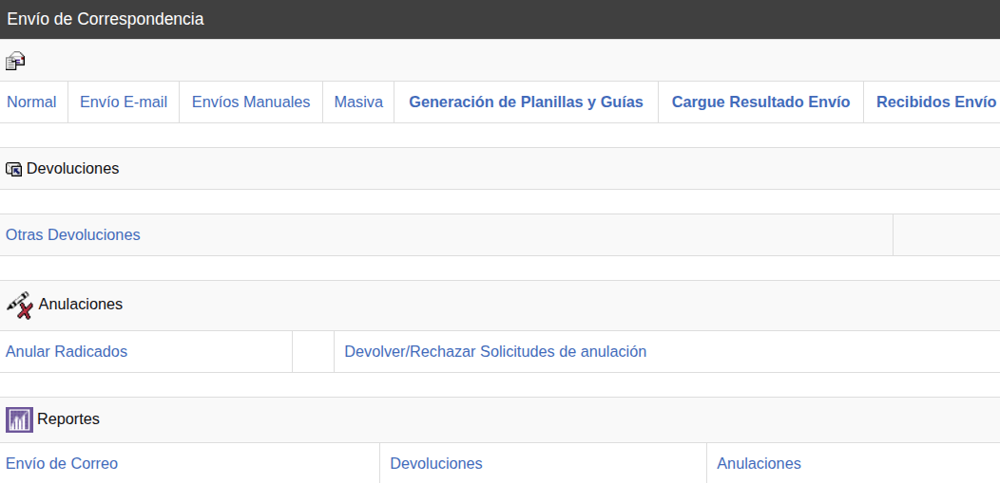 Envío de Correspondencia
Normal Envío E-mail Envíos Manuales Masiva Generación de Planillas y Guías Cargue Resultado Envío Recibidos Envío
Devoluciones
Otras Devoluciones
Anulaciones
Anular Radicados Devolver/Rechazar Solicitudes de anulación
Reportes
Envío de Correo Devoluciones Anulaciones